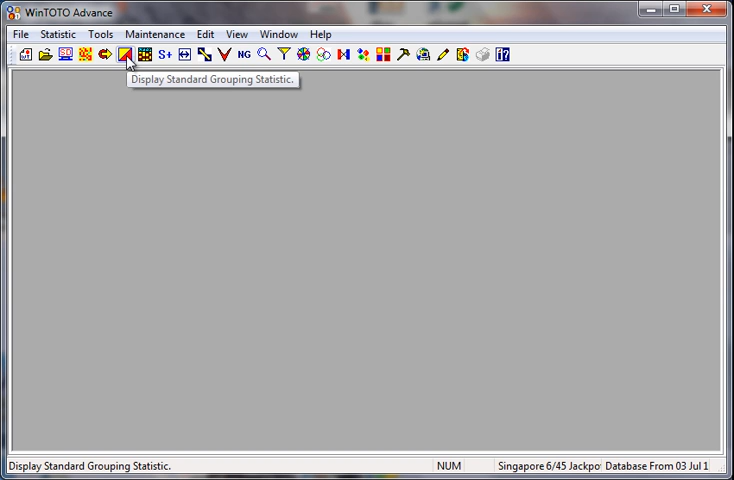 WinTOTO Advance
File Statistic Tools Maintenance Edit View Window Help
SD S+ NG
Display Standard Grouping Statistic.
Display Standard Grouping Statistic. NUM Singapore 6/45 Jackpo Database From 03 Jul 1